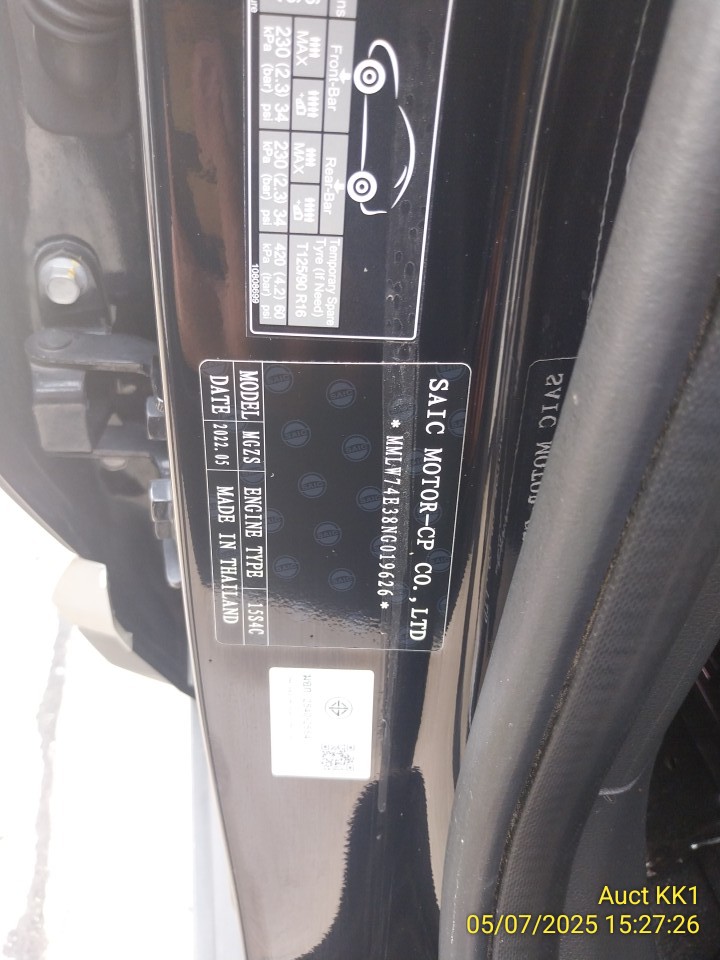 Front-Bar
Rear-Bar
Temporary Spare
Tyre (If Need)
MAX
MAX
T125/90 R16
230 (2.3) 34
230 (2.3) 34
420 (4.2) 60
kPa (bar) psi
kPa (bar) psi
kPa (bar) psi
10808699
SAIC MOTOR-CP CO.,LTD
* MMLW74E38NG019626 *
MODEL MGZS ENGINE TYPE 15S4C
DATE 2022.05 MADE IN THAILAND
Auct KK1
05/07/2025 15:27:26